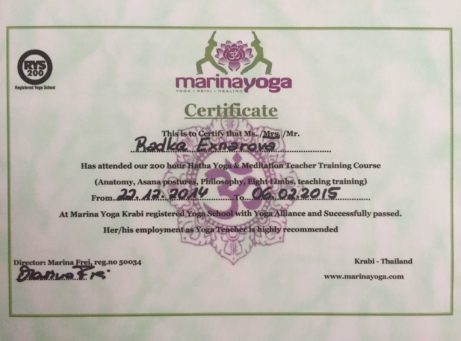 RYS
200
Registered Yoga School
marinayoga
YOGA - REIKI - HEALING
Certificate
This is to Certify that Ms. /Mrs. /Mr.
Radka Exnarova
Has attended our 200 hour Hatha Yoga & Meditation Teacher Training Course
(Anatomy, Asana postures, Philosophy, Eight Limbs, teaching training)
From 22.12.2014 To 06.02.2015
At Marina Yoga Krabi registered Yoga School with Yoga Alliance and Successfully passed.
Her/his employment as Yoga Teacher is highly recommended
Director: Marina Frei, reg.no 50034
Krabi - Thailand
Marina Frei
www.marinayoga.com
ॐ